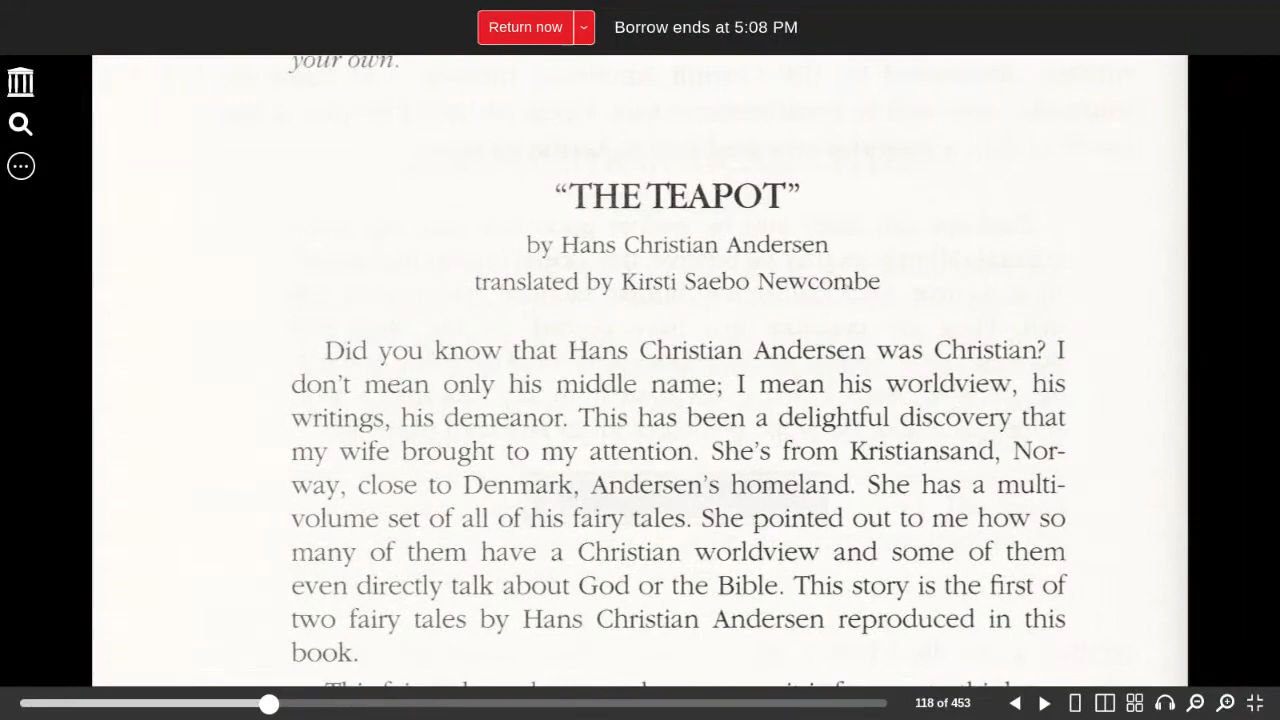 Return now
Borrow ends at 5:08 PM
your own.
“THE TEAPOT”
by Hans Christian Andersen
translated by Kirsti Saebo Newcombe
Did you know that Hans Christian Andersen was Christian? I
don’t mean only his middle name; I mean his worldview, his
writings, his demeanor. This has been a delightful discovery that
my wife brought to my attention. She’s from Kristiansand, Nor-
way, close to Denmark, Andersen’s homeland. She has a multi-
volume set of all of his fairy tales. She pointed out to me how so
many of them have a Christian worldview and some of them
even directly talk about God or the Bible. This story is the first of
two fairy tales by Hans Christian Andersen reproduced in this
book.
118 of 453